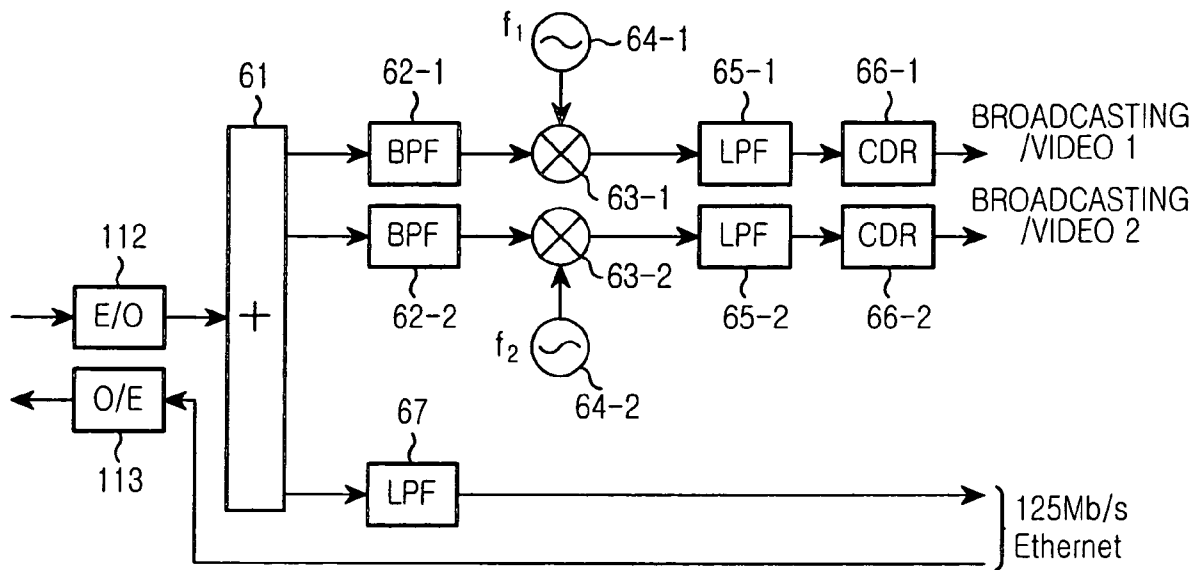 f1
64-1
61
62-1
65-1
66-1
BPF
LPF
CDR
BROADCASTING
/VIDEO 1
63-1
BPF
LPF
CDR
BROADCASTING
/VIDEO 2
112
63-2
62-2
65-2
66-2
E/O
+
f2
O/E
64-2
67
113
LPF
125Mb/s
Ethernet